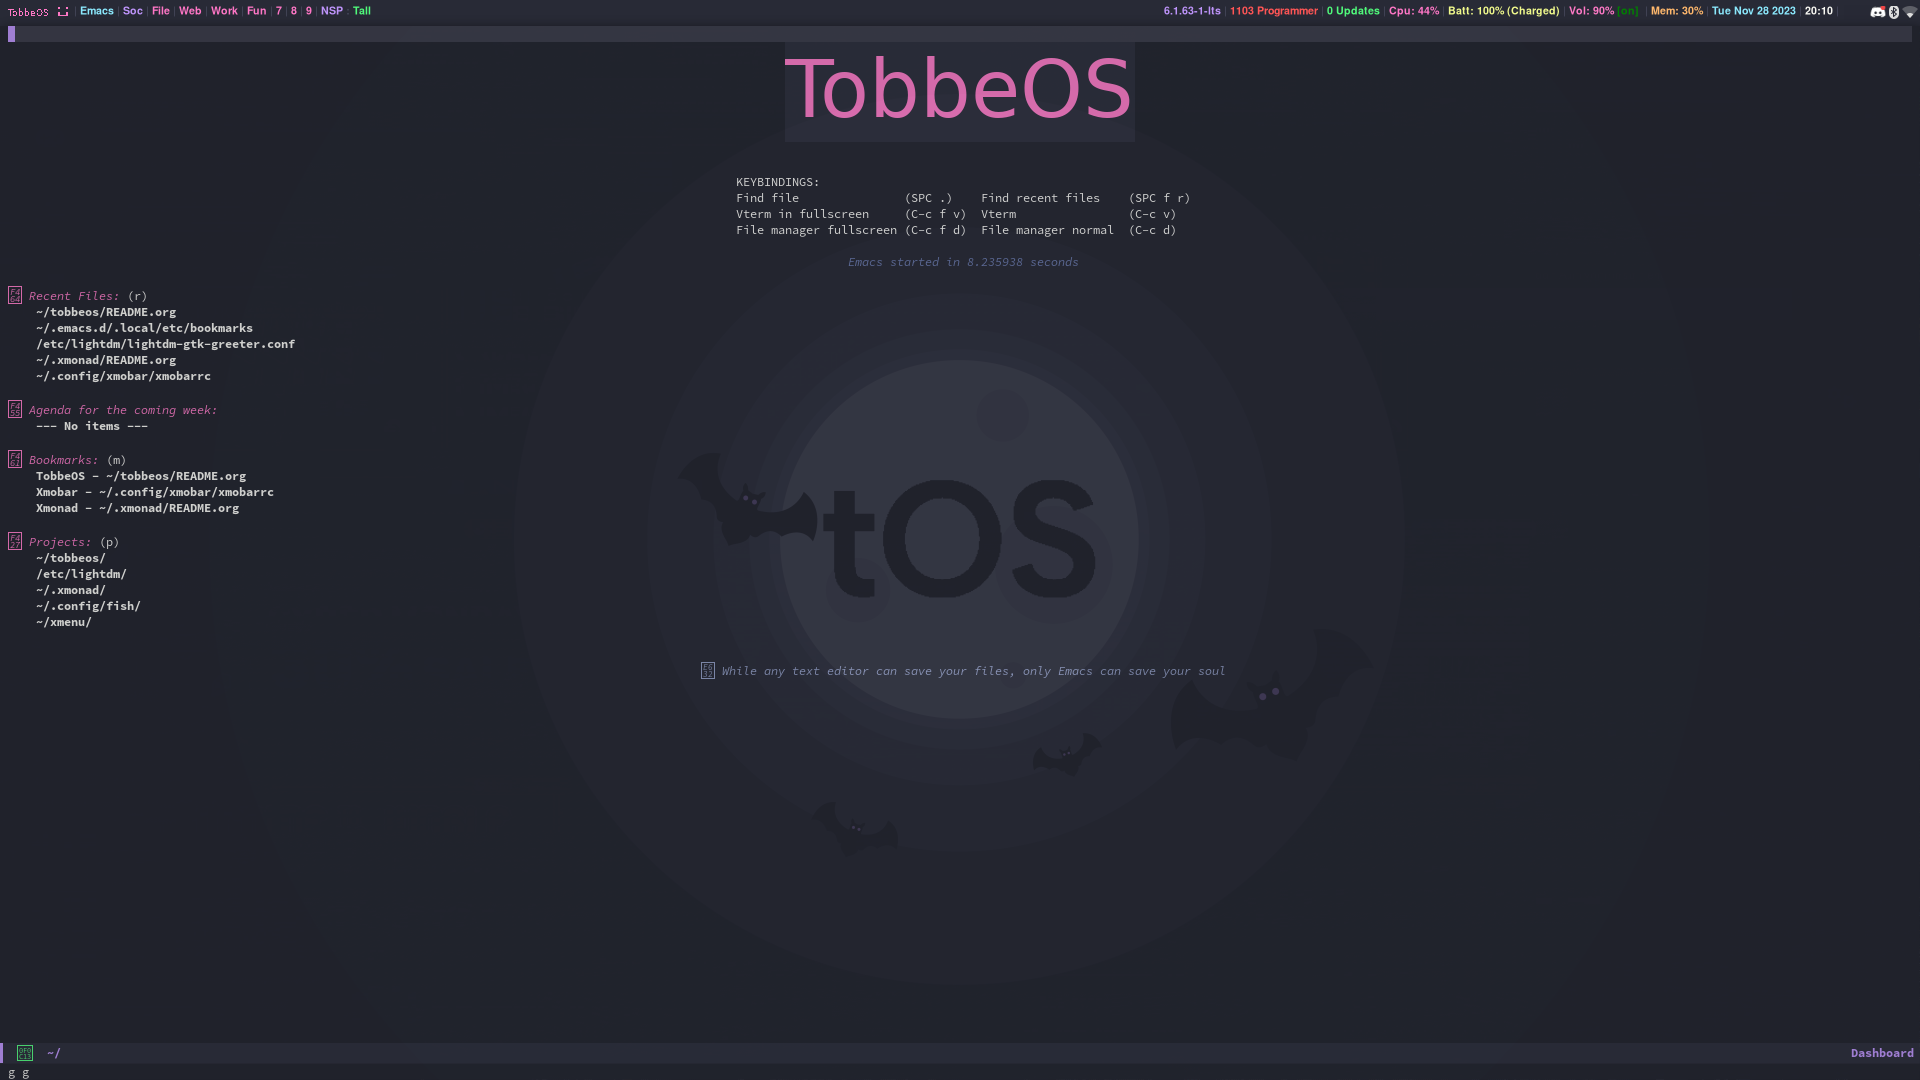 TobbeOS | Emacs | Soc | File | Web | Work | Fun | 7 | 8 | 9 | NSP : Tall
6.1.63-1-lts | 1103 Programmer | 0 Updates | Cpu: 44% | Batt: 100% (Charged) | Vol: 90% [on] | Mem: 30% | Tue Nov 28 2023 | 20:10 |
TobbeOS
KEYBINDINGS:
Find file (SPC .) Find recent files (SPC f r)
Vterm in fullscreen (C-c f v) Vterm (C-c v)
File manager fullscreen (C-c f d) File manager normal (C-c d)
Emacs started in 8.235938 seconds
F464 Recent Files: (r)
~/tobbeos/README.org
~/.emacs.d/.local/etc/bookmarks
/etc/lightdm/lightdm-gtk-greeter.conf
~/.xmonad/README.org
~/.config/xmobar/xmobarrc
F455 Agenda for the coming week:
--- No items ---
F461 Bookmarks: (m)
TobbeOS - ~/tobbeos/README.org
Xmobar - ~/.config/xmobar/xmobarrc
Xmonad - ~/.xmonad/README.org
tOS
F427 Projects: (p)
~/tobbeos/
/etc/lightdm/
~/.xmonad/
~/.config/fish/
~/xmenu/
While any text editor can save your files, only Emacs can save your soul
~/ Dashboard
g g